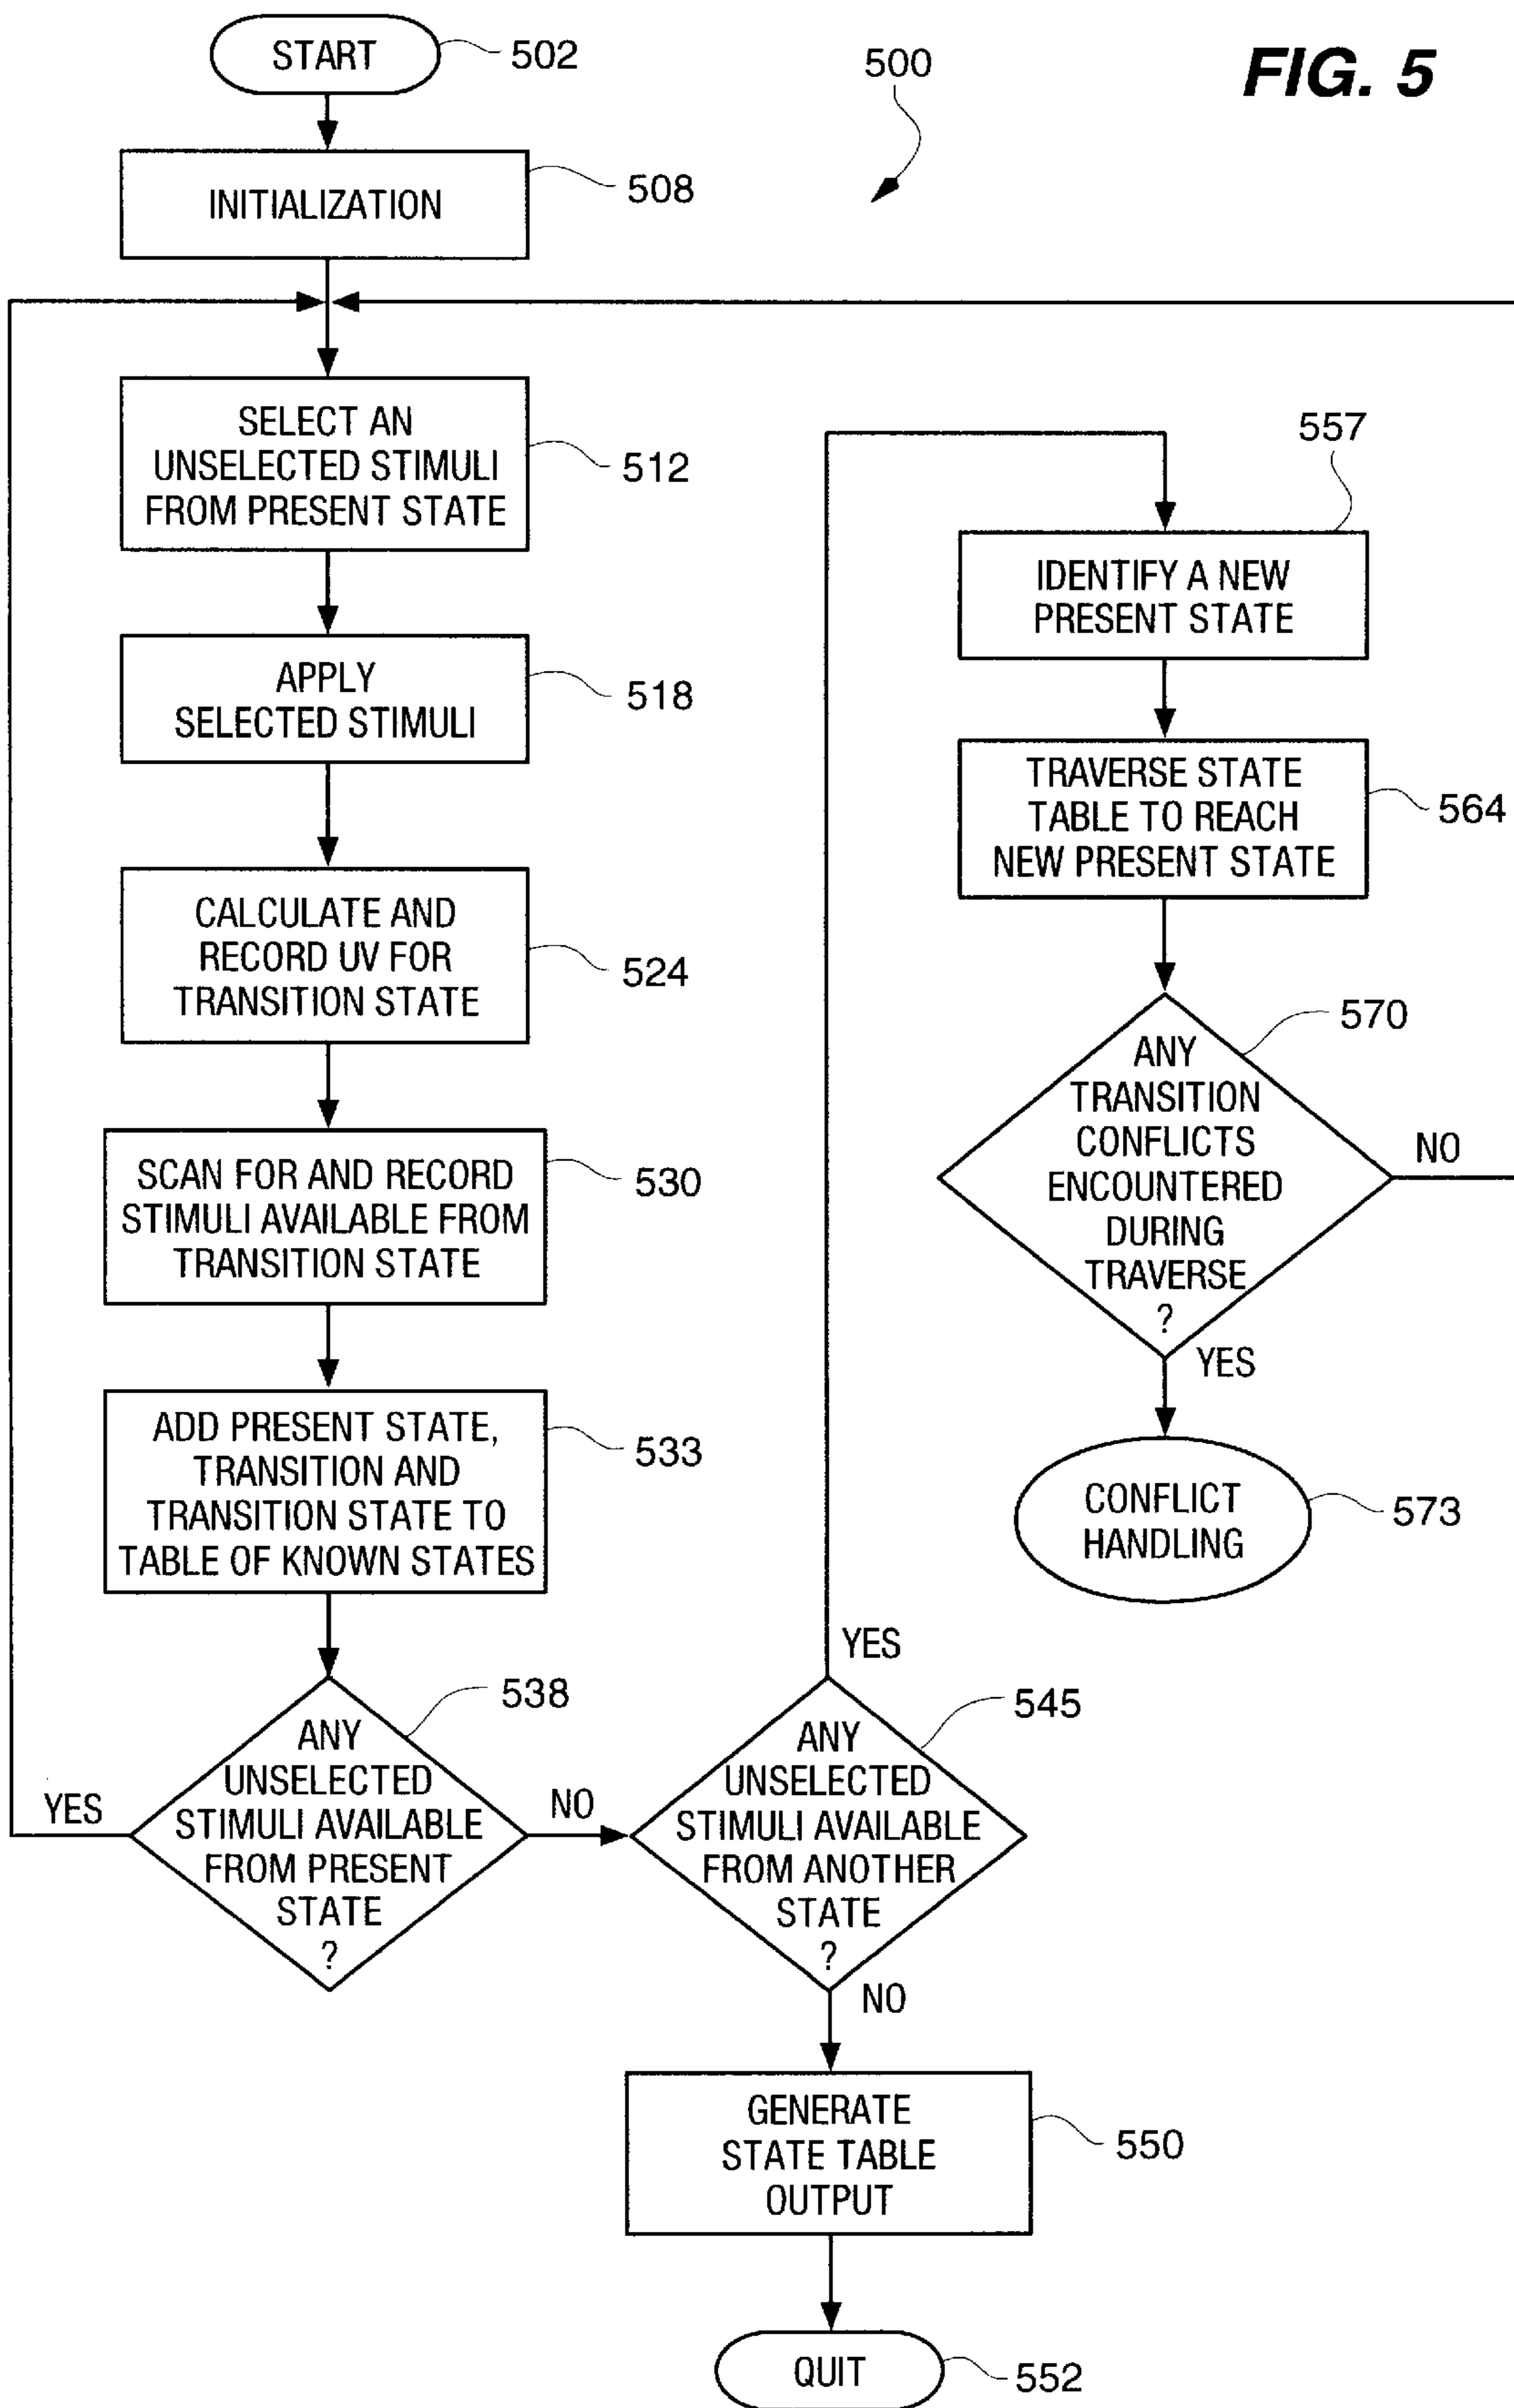 FIG. 5
500
START
502
INITIALIZATION
508
SELECT AN
UNSELECTED STIMULI
FROM PRESENT STATE
512
APPLY
SELECTED STIMULI
518
CALCULATE AND
RECORD UV FOR
TRANSITION STATE
524
SCAN FOR AND RECORD
STIMULI AVAILABLE FROM
TRANSITION STATE
530
ADD PRESENT STATE,
TRANSITION AND
TRANSITION STATE TO
TABLE OF KNOWN STATES
533
ANY
UNSELECTED
STIMULI AVAILABLE
FROM PRESENT
STATE
?
538
YES
NO
ANY
UNSELECTED
STIMULI AVAILABLE
FROM ANOTHER
STATE
?
545
YES
NO
GENERATE
STATE TABLE
OUTPUT
550
QUIT
552
557
IDENTIFY A NEW
PRESENT STATE
TRAVERSE STATE
TABLE TO REACH
NEW PRESENT STATE
564
ANY
TRANSITION
CONFLICTS
ENCOUNTERED
DURING
TRAVERSE
?
570
NO
YES
CONFLICT
HANDLING
573